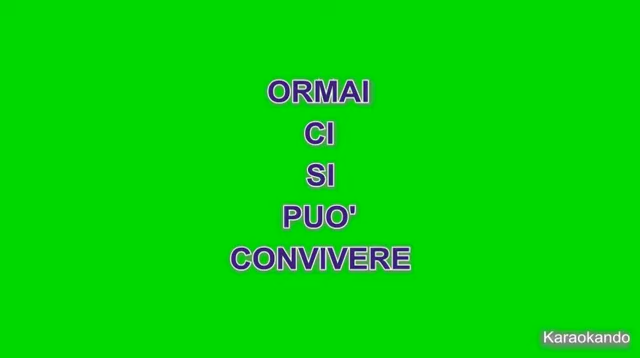 ORMAI
CI
SI
PUO'
CONVIVERE
Karaokando